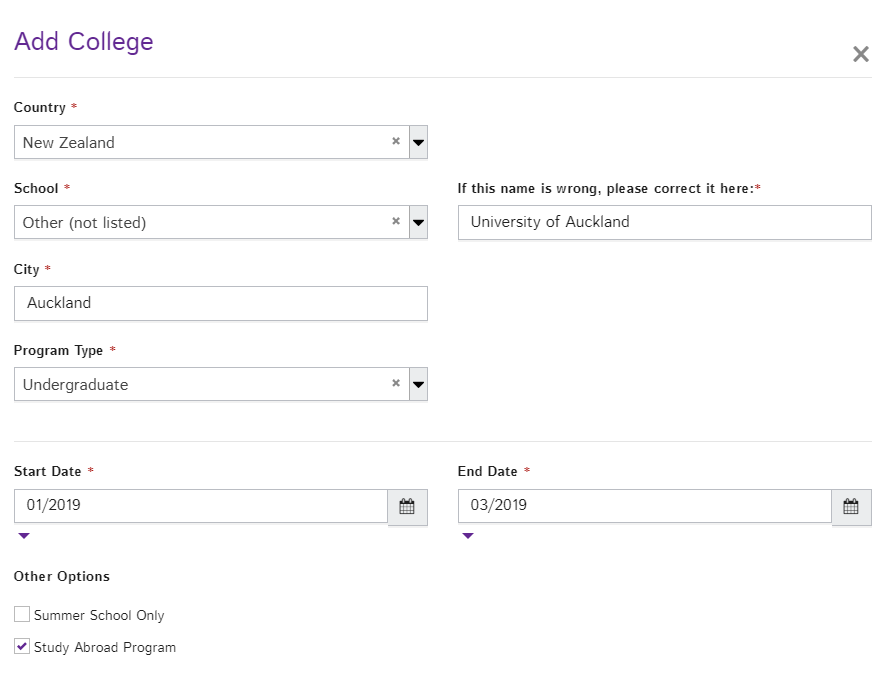 Add College
Country *
New Zealand
School *
If this name is wrong, please correct it here:*
Other (not listed)
University of Auckland
City *
Auckland
Program Type *
Undergraduate
Start Date *
End Date *
01/2019
03/2019
Other Options
Summer School Only
Study Abroad Program